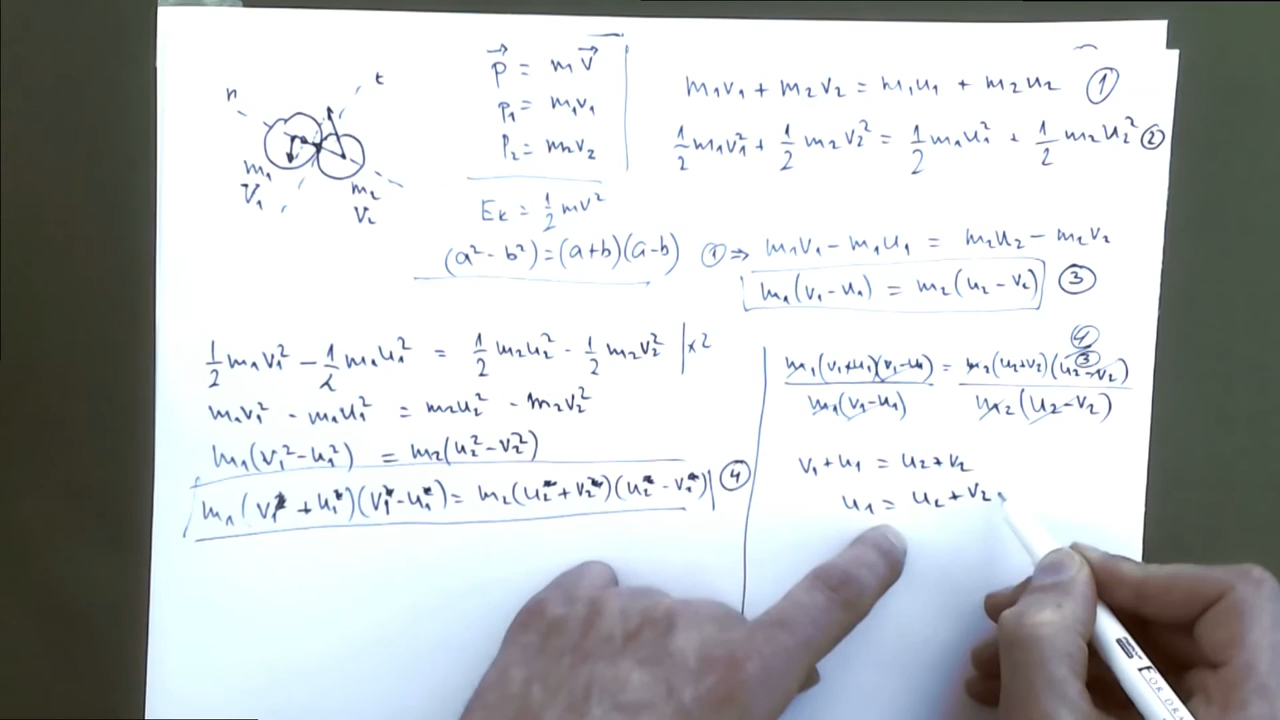 n
t
m₁
V₁
m₂
V₂
p⃗ = m v⃗
p₁ = m₁v₁
p₂ = m₂v₂
Eₖ = 1/2 mv²
m₁v₁ + m₂v₂ = m₁u₁ + m₂u₂ ①
1/2 m₁v₁² + 1/2 m₂v₂² = 1/2 m₁u₁² + 1/2 m₂u₂² ②
(a² - b²) = (a+b)(a-b)
① ⇒ m₁v₁ - m₁u₁ = m₂u₂ - m₂v₂
m₁(v₁ - u₁) = m₂(u₂ - v₂) ③
1/2 m₁v₁² - 1/2 m₁u₁² = 1/2 m₂u₂² - 1/2 m₂v₂² | ×2
m₁v₁² - m₁u₁² = m₂u₂² - m₂v₂²
m₁(v₁² - u₁²) = m₂(u₂² - v₂²)
m₁(v₁ + u₁)(v₁ - u₁) = m₂(u₂ + v₂)(u₂ - v₂) ④
④
③
m₁(v₁+u₁)(v₁-u₁) / m₁(v₁-u₁) = m₂(u₂+v₂)(u₂-v₂) / m₂(u₂-v₂)
v₁ + u₁ = u₂ + v₂
u₁ = u₂ + v₂